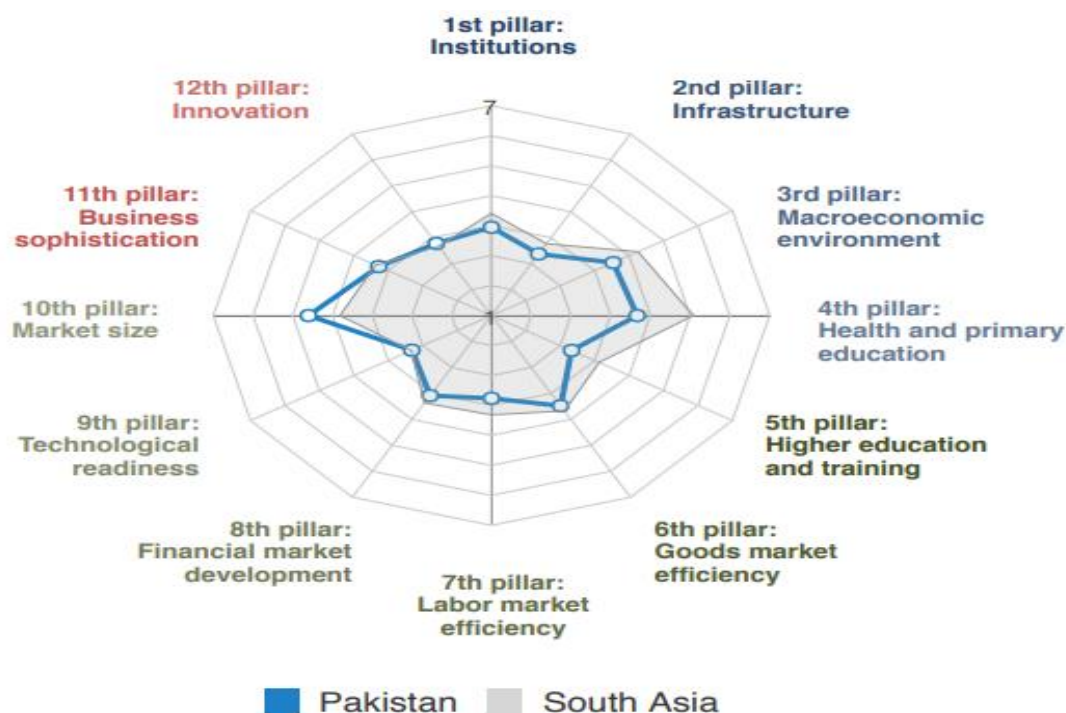 1st pillar:
Institutions
2nd pillar:
Infrastructure
3rd pillar:
Macroeconomic
environment
4th pillar:
Health and primary
education
5th pillar:
Higher education
and training
6th pillar:
Goods market
efficiency
7th pillar:
Labor market
efficiency
8th pillar:
Financial market
development
9th pillar:
Technological
readiness
10th pillar:
Market size
11th pillar:
Business
sophistication
12th pillar:
Innovation
7
1
Pakistan
South Asia